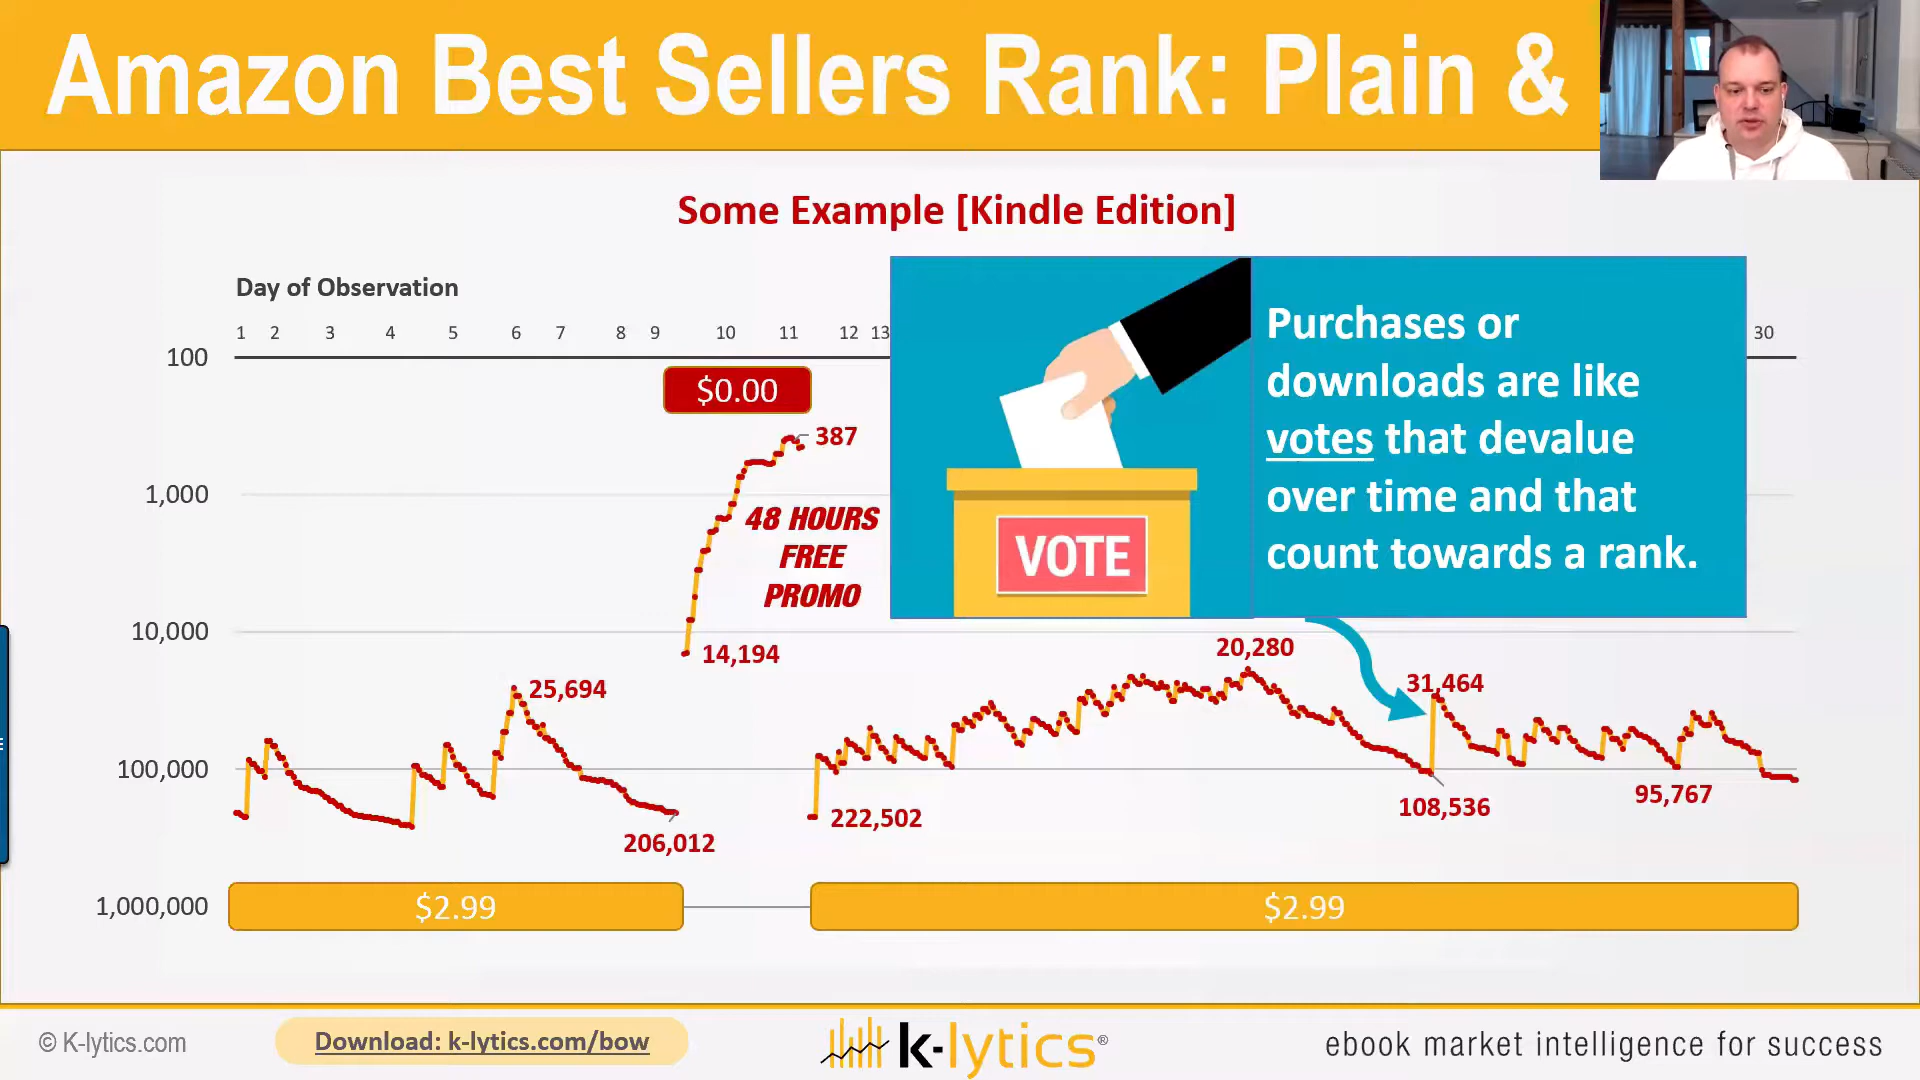 Amazon Best Sellers Rank: Plain &
Some Example [Kindle Edition]
Day of Observation
1 2 3 4 5 6 7 8 9 10 11 12 13 30
100
$0.00
387
1,000
48 HOURS
FREE
PROMO
VOTE
Purchases or
downloads are like
votes that devalue
over time and that
count towards a rank.
10,000
14,194
20,280
25,694
31,464
100,000
222,502
108,536
95,767
206,012
1,000,000
$2.99
$2.99
© K-lytics.com
Download: k-lytics.com/bow
k-lytics®
ebook market intelligence for success